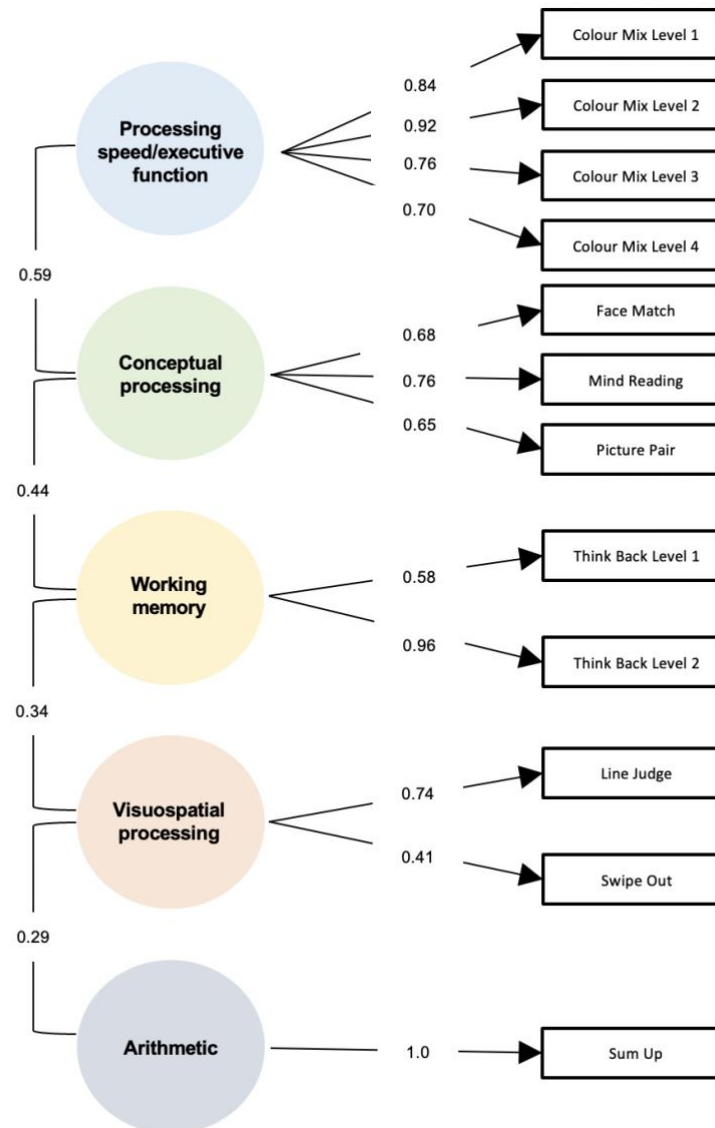 Colour Mix Level 1
0.84
Processing
speed/executive
function
0.92
Colour Mix Level 2
0.76
Colour Mix Level 3
0.70
Colour Mix Level 4
0.59
Face Match
0.68
Conceptual
processing
0.76
Mind Reading
0.65
Picture Pair
0.44
Think Back Level 1
0.58
Working
memory
0.96
Think Back Level 2
0.34
Line Judge
0.74
Visuospatial
processing
0.41
Swipe Out
0.29
Arithmetic
1.0
Sum Up